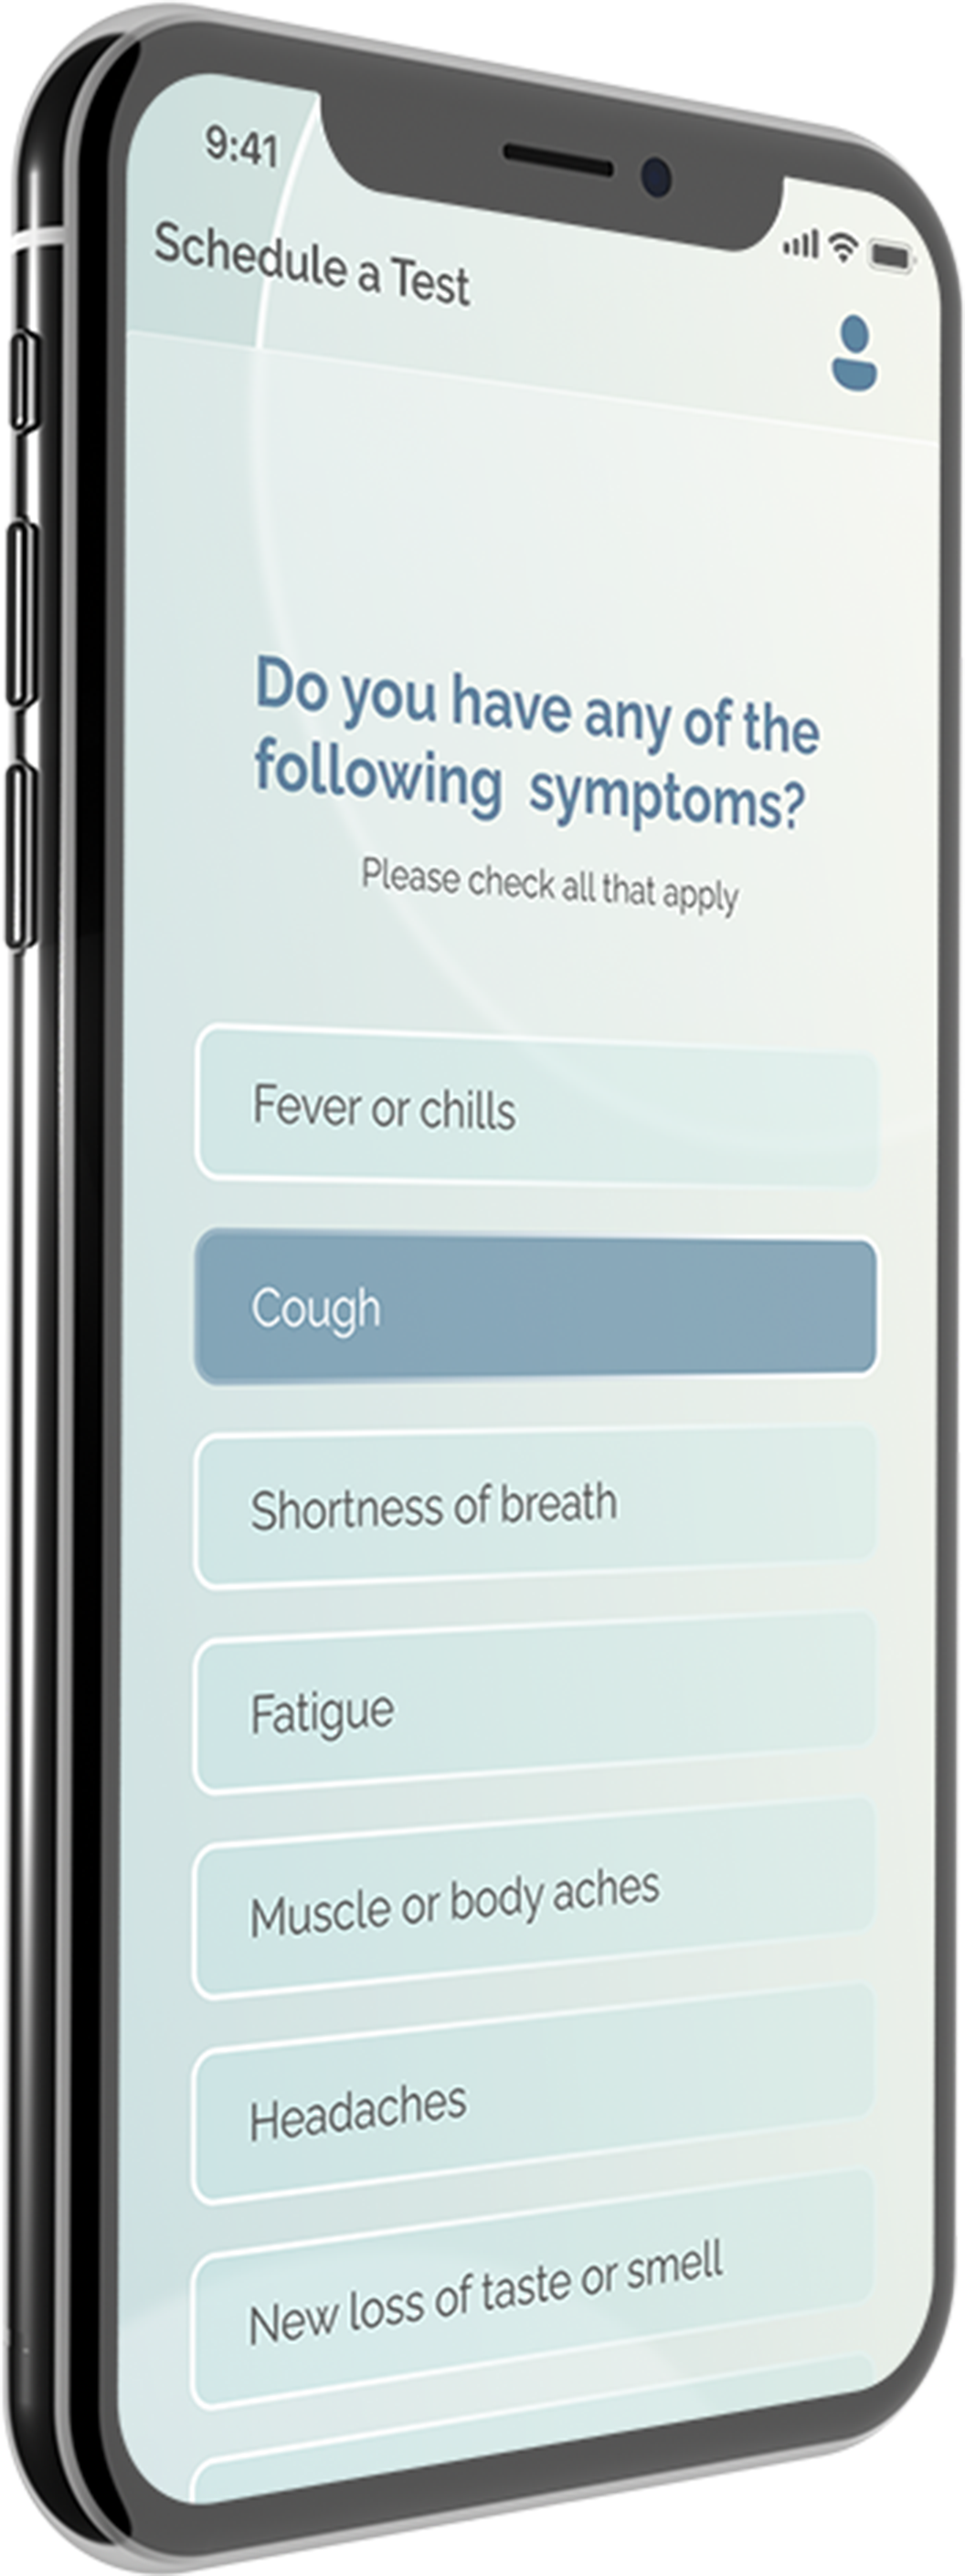 9:41
Schedule a Test
Do you have any of the
following symptoms?
Please check all that apply
Fever or chills
Cough
Shortness of breath
Fatigue
Muscle or body aches
Headaches
New loss of taste or smell